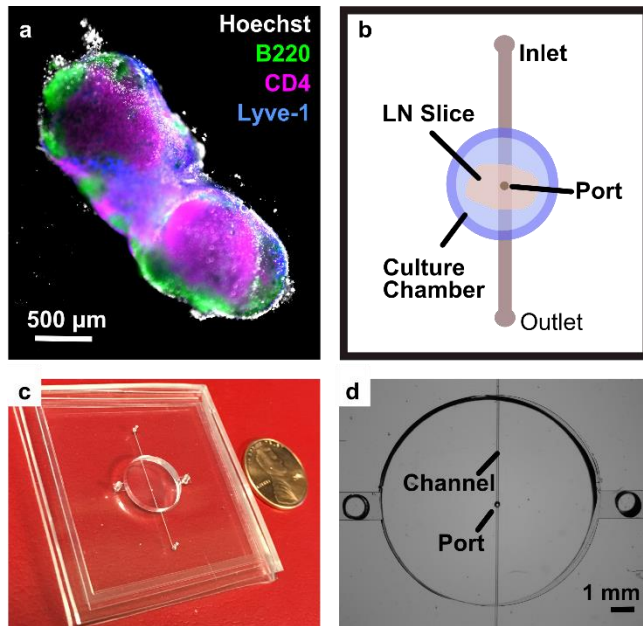 a
Hoechst
B220
CD4
Lyve-1
500 µm
b
Inlet
LN Slice
Port
Culture
Chamber
Outlet
c
d
Channel
Port
1 mm